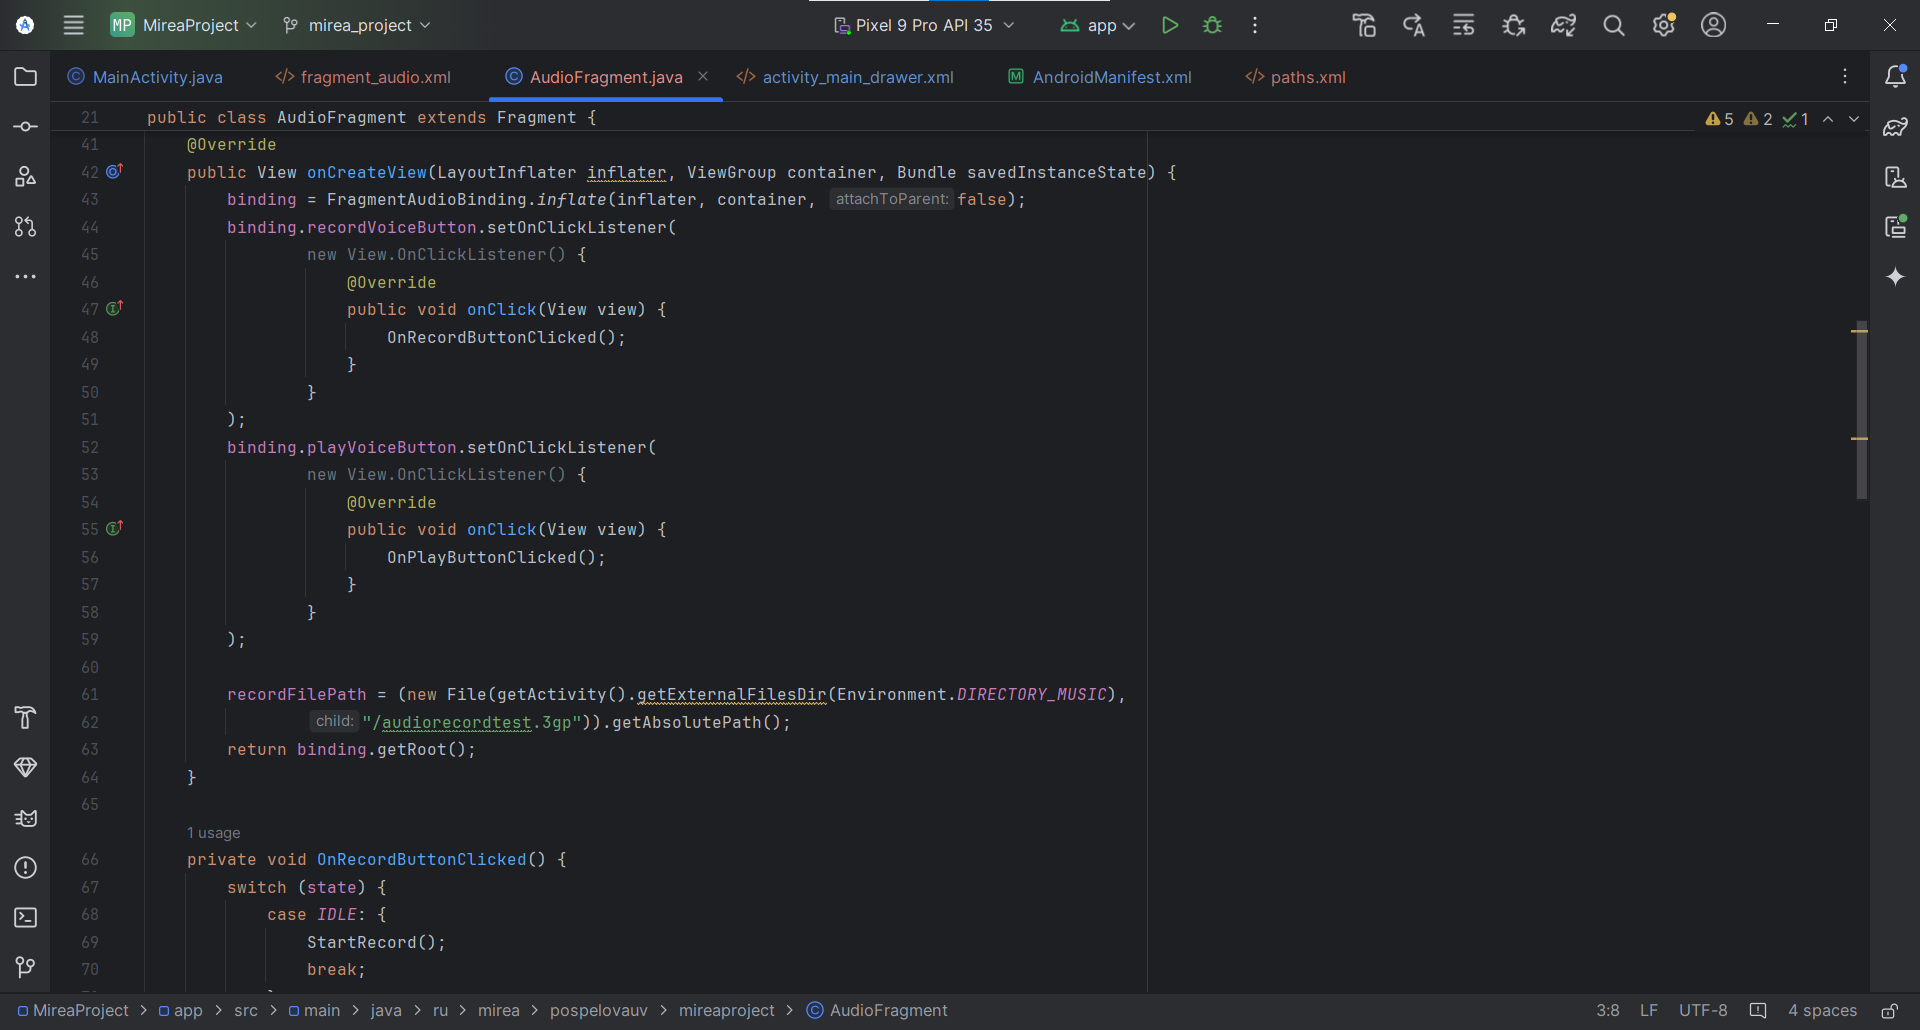 MP MireaProject mirea_project Pixel 9 Pro API 35 app
MainActivity.java fragment_audio.xml AudioFragment.java activity_main_drawer.xml AndroidManifest.xml paths.xml
21 public class AudioFragment extends Fragment { 5 2 1
41 @Override
42 public View onCreateView(LayoutInflater inflater, ViewGroup container, Bundle savedInstanceState) {
43 binding = FragmentAudioBinding.inflate(inflater, container, attachToParent: false);
44 binding.recordVoiceButton.setOnClickListener(
45 new View.OnClickListener() {
46 @Override
47 public void onClick(View view) {
48 OnRecordButtonClicked();
49 }
50 }
51 );
52 binding.playVoiceButton.setOnClickListener(
53 new View.OnClickListener() {
54 @Override
55 public void onClick(View view) {
56 OnPlayButtonClicked();
57 }
58 }
59 );
60
61 recordFilePath = (new File(getActivity().getExternalFilesDir(Environment.DIRECTORY_MUSIC),
62 child: "/audiorecordtest.3gp")).getAbsolutePath();
63 return binding.getRoot();
64 }
65
1 usage
66 private void OnRecordButtonClicked() {
67 switch (state) {
68 case IDLE: {
69 StartRecord();
70 break;
MireaProject > app > src > main > java > ru > mirea > pospelovauv > mireaproject > AudioFragment 3:8 LF UTF-8 4 spaces